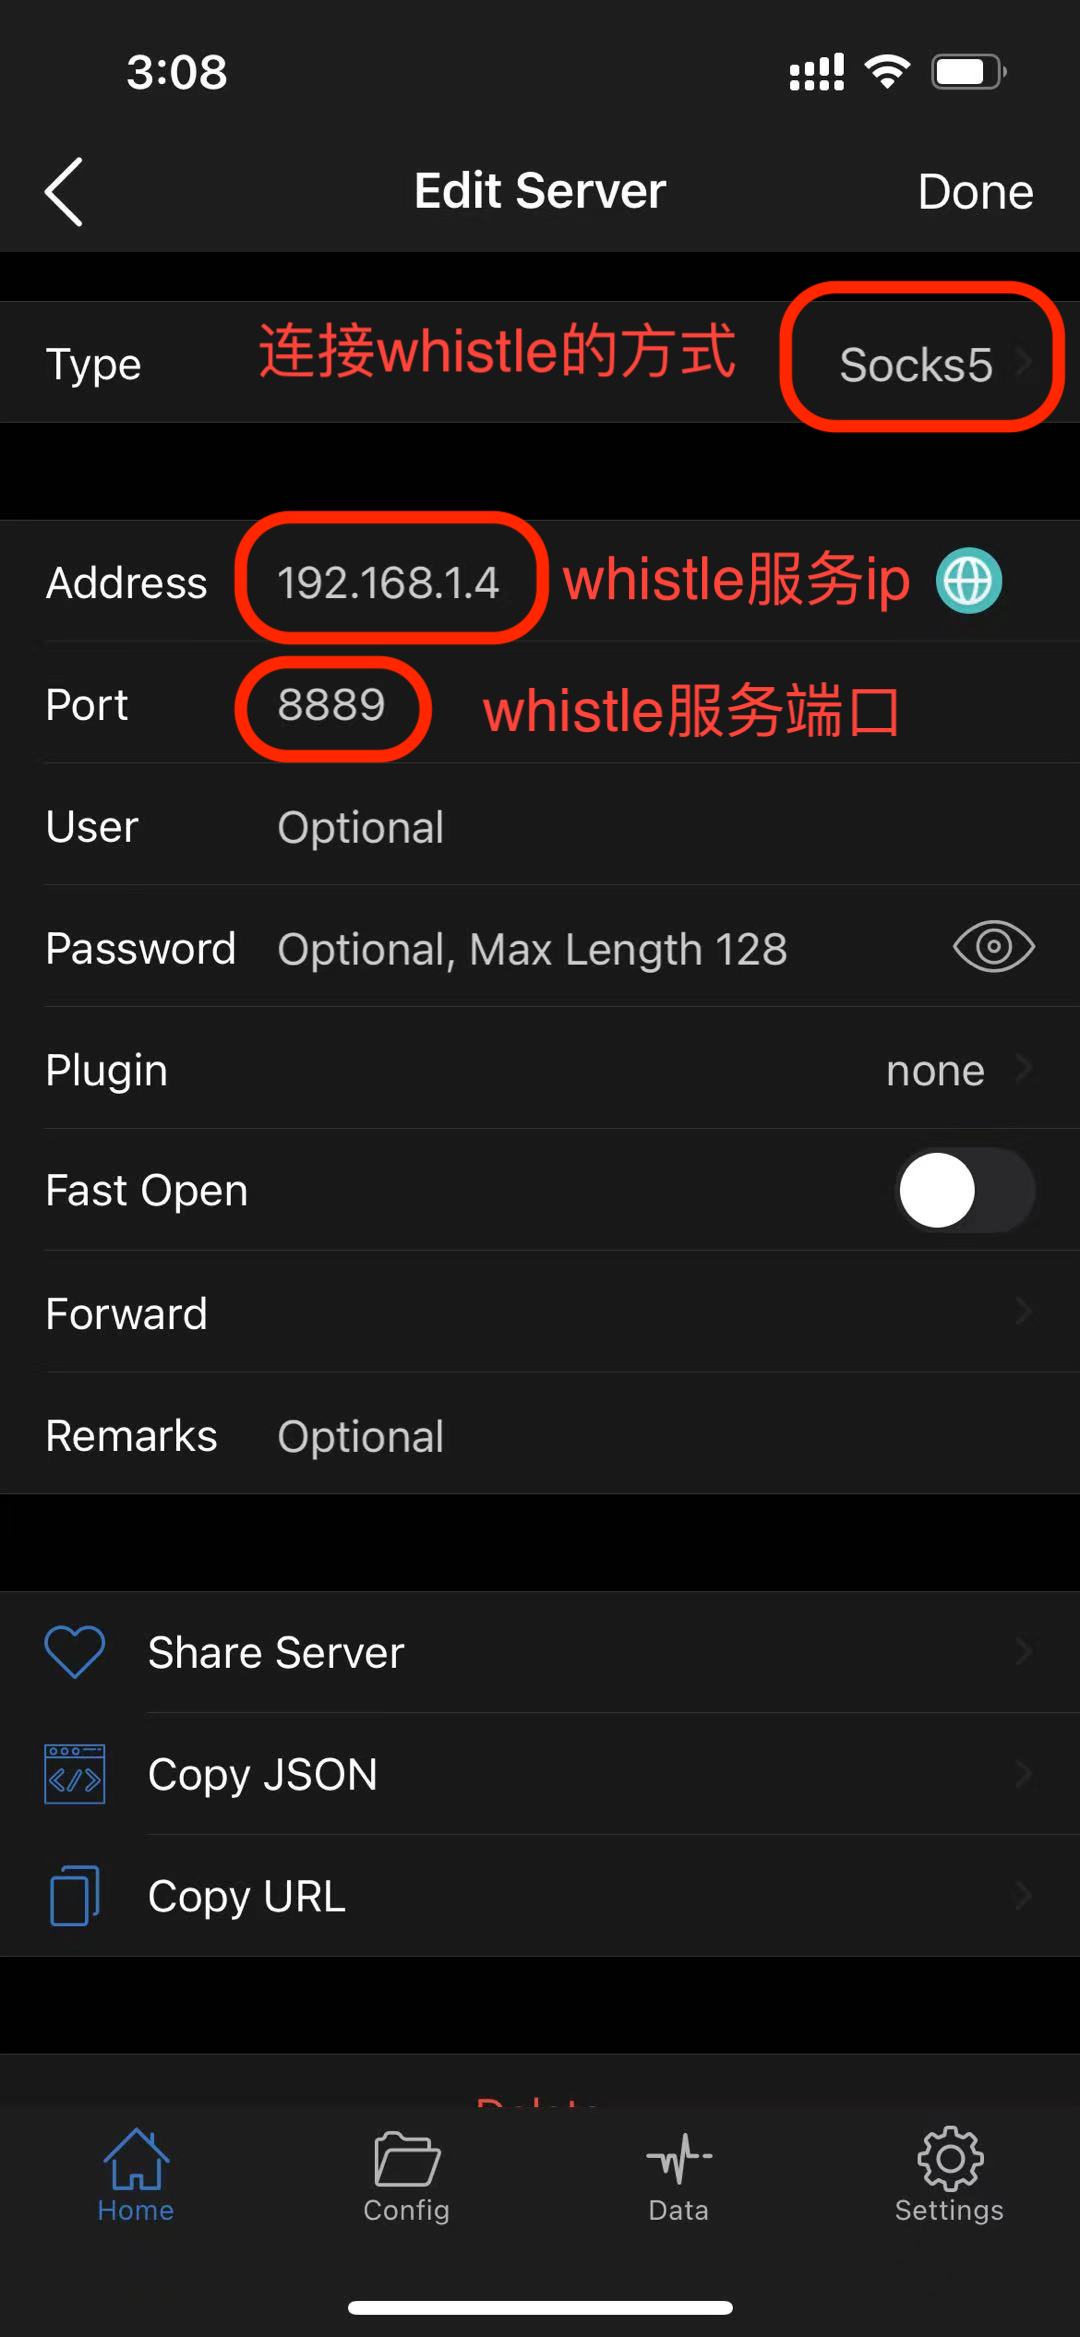 3:08
Edit Server
Done
Type
连接whistle的方式
Socks5
Address
192.168.1.4
whistle服务ip
Port
8889
whistle服务端口
User
Optional
Password
Optional, Max Length 128
Plugin
none
Fast Open
Forward
Remarks
Optional
Share Server
</>
Copy JSON
Copy URL
Delete
Home
Config
Data
Settings